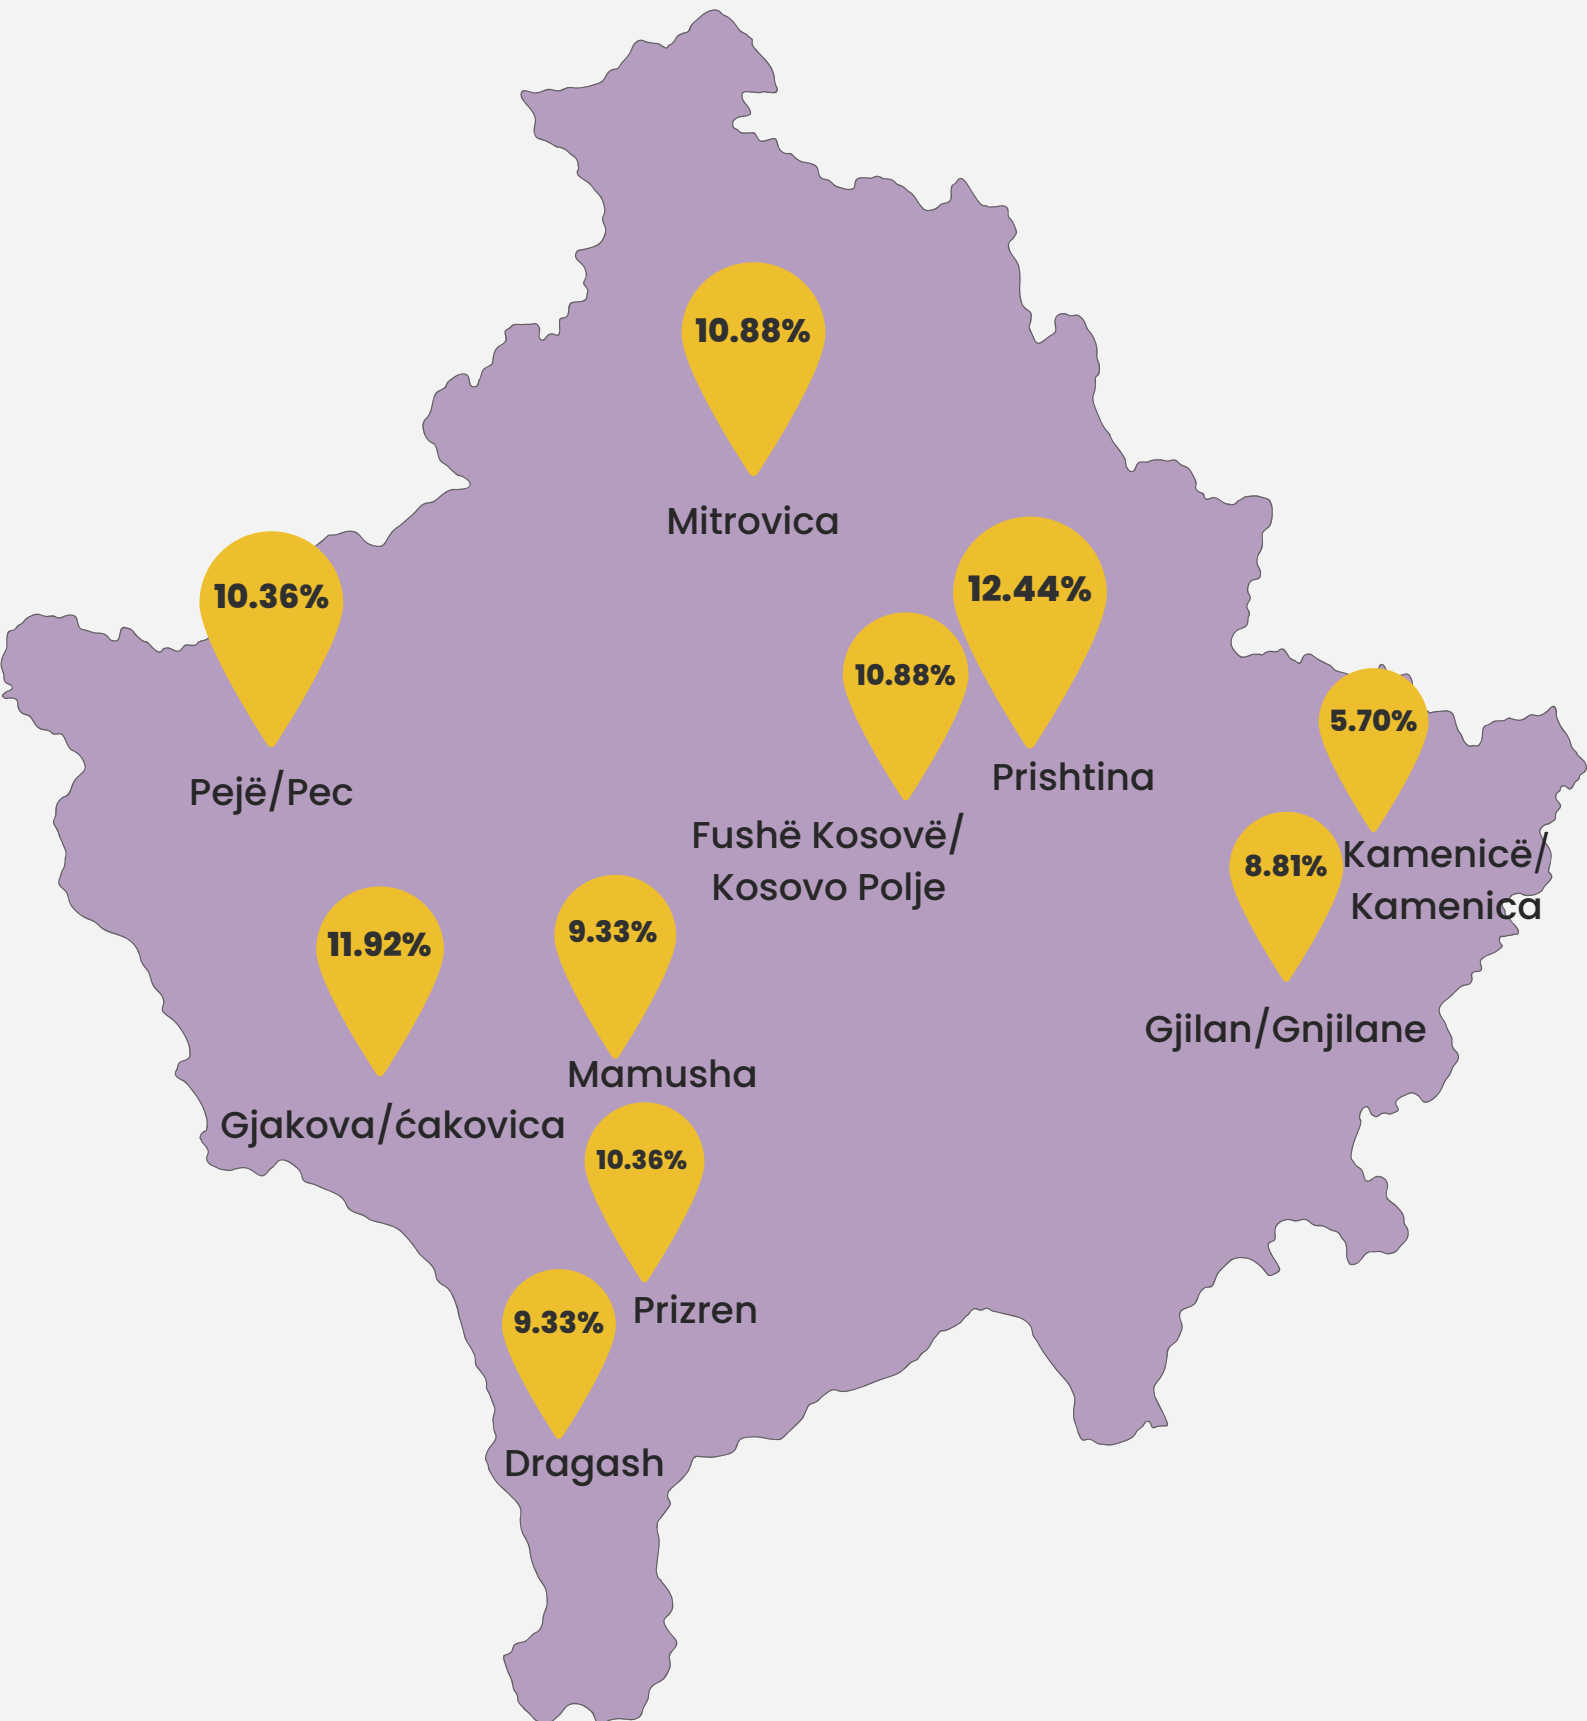 10.88%
Mitrovica
10.36%
Pejë/Pec
12.44%
Prishtina
10.88%
Fushë Kosovë/
Kosovo Polje
5.70%
Kamenicë/
Kamenica
8.81%
Gjilan/Gnjilane
11.92%
Gjakova/ćakovica
9.33%
Mamusha
10.36%
Prizren
9.33%
Dragash